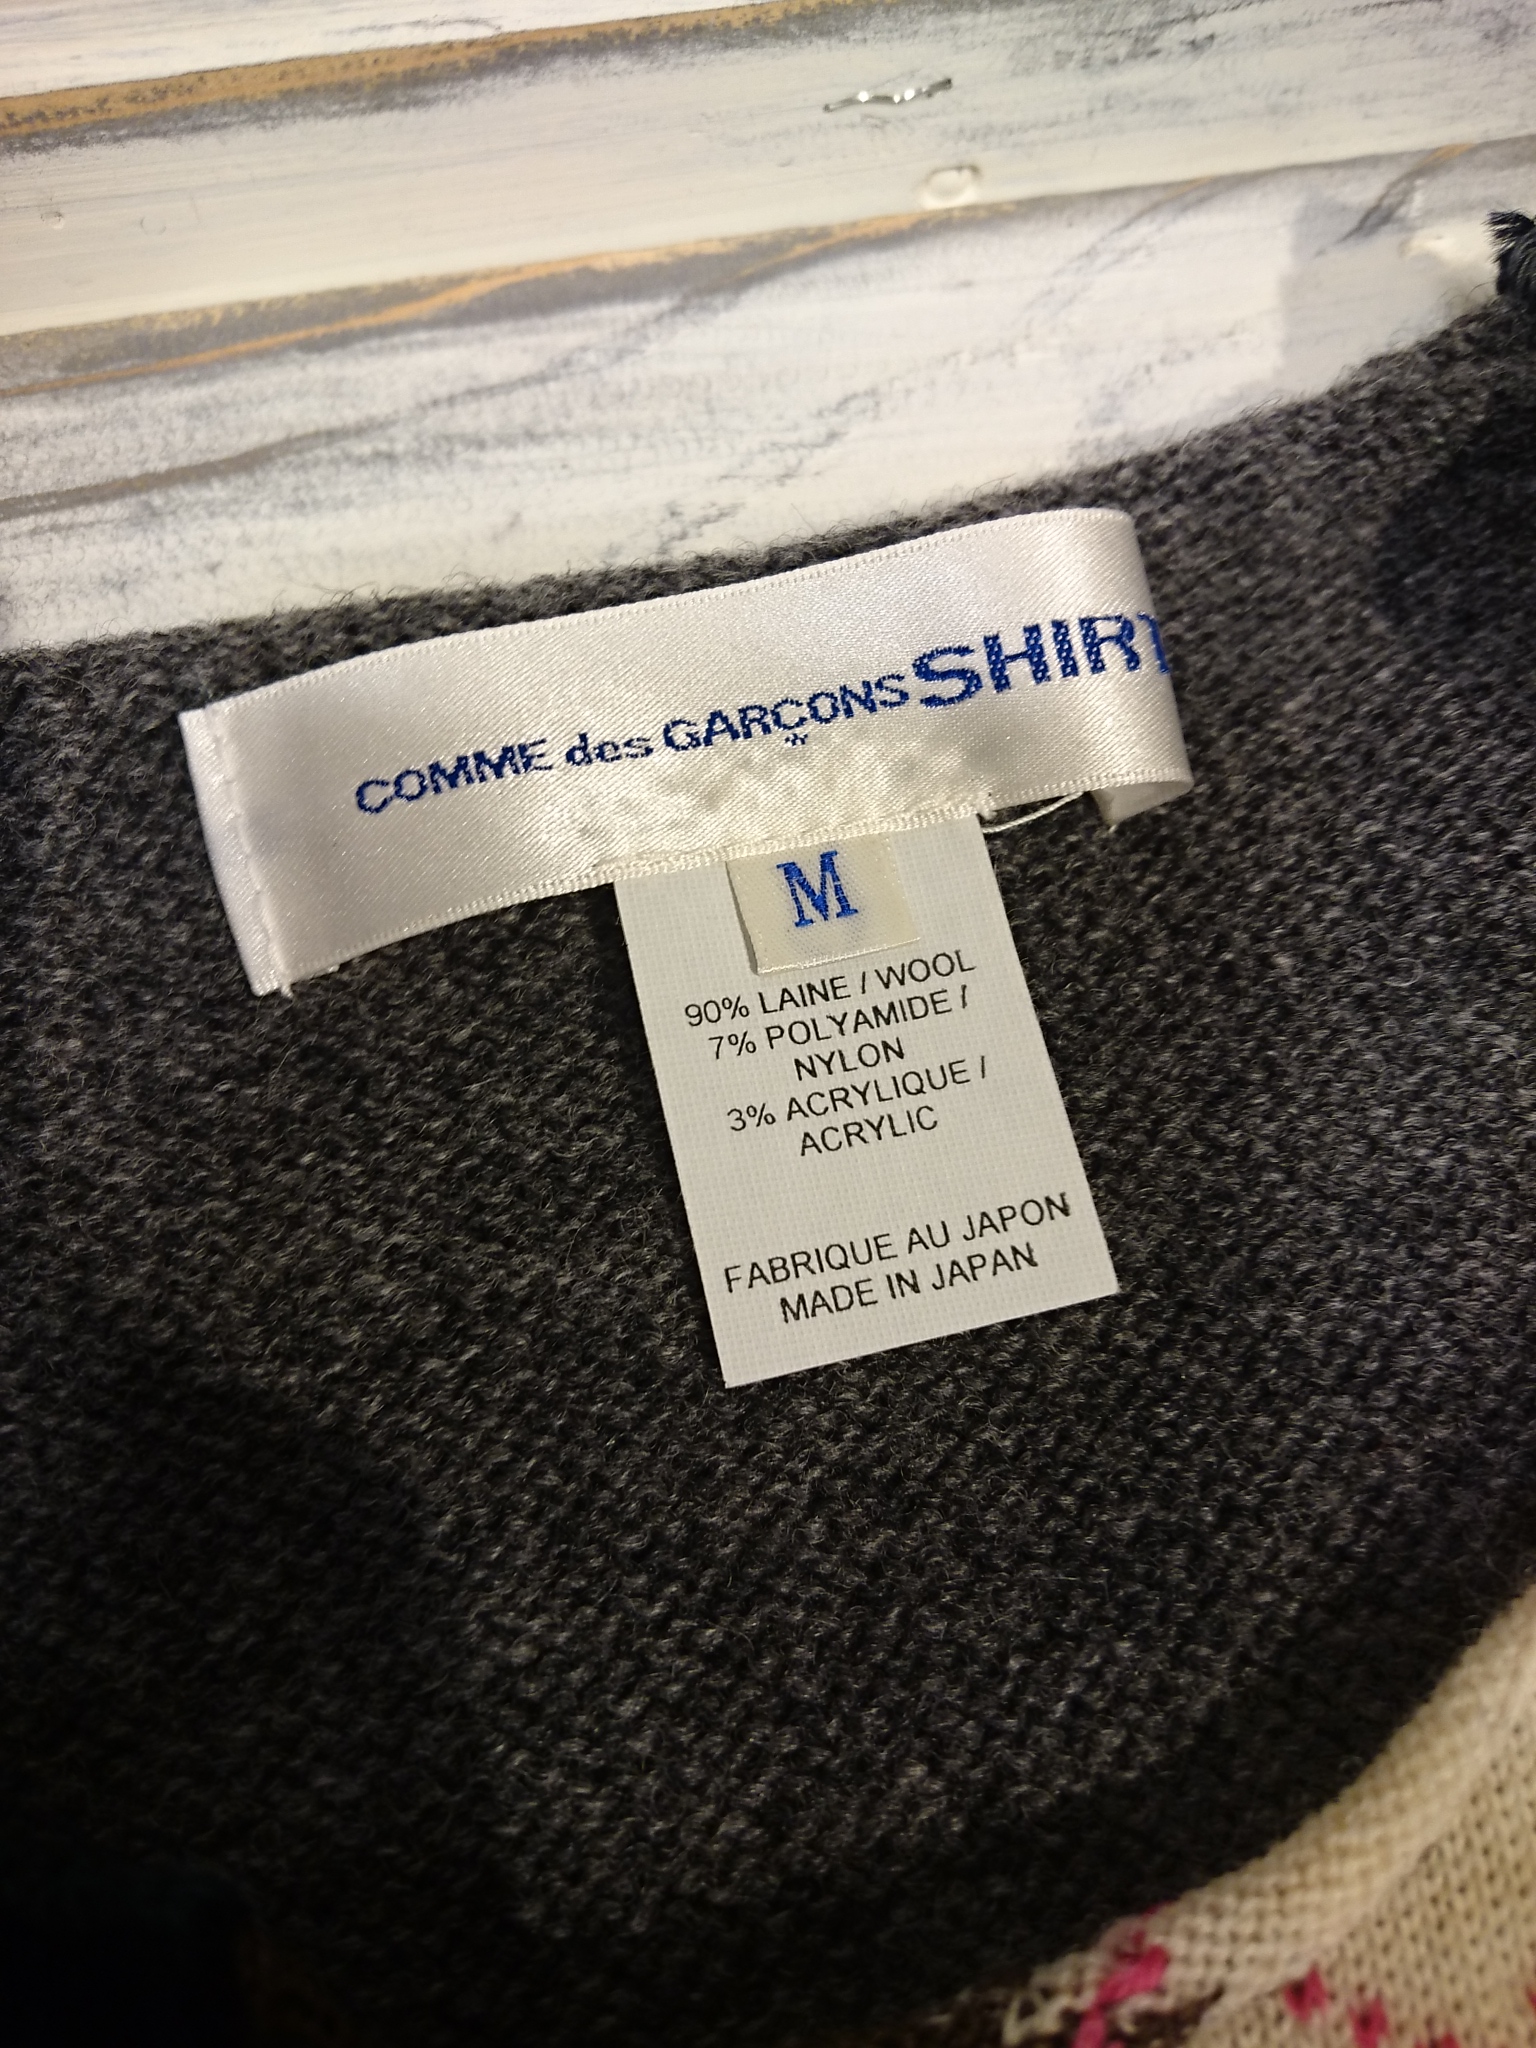 COMME des GARÇONS SHIRT
M
90% LAINE / WOOL
7% POLYAMIDE /
NYLON
3% ACRYLIQUE /
ACRYLIC
FABRIQUE AU JAPON
MADE IN JAPAN